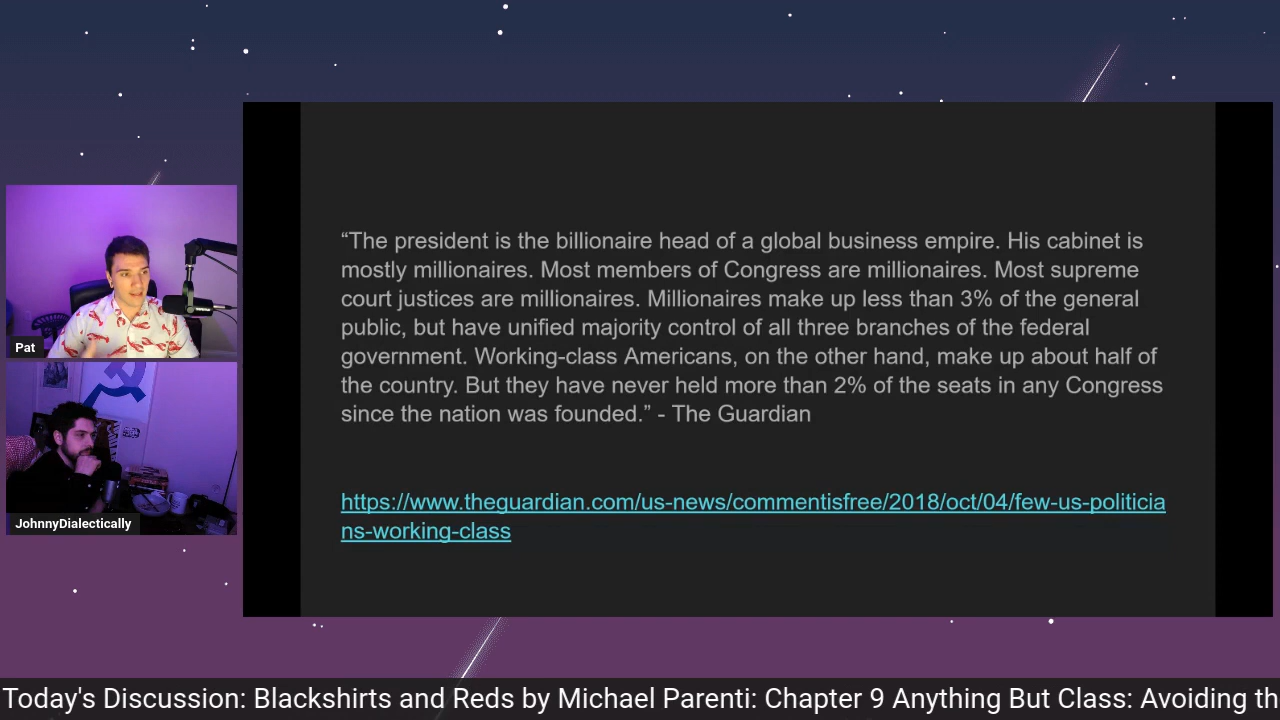 “The president is the billionaire head of a global business empire. His cabinet is
mostly millionaires. Most members of Congress are millionaires. Most supreme
court justices are millionaires. Millionaires make up less than 3% of the general
public, but have unified majority control of all three branches of the federal
government. Working-class Americans, on the other hand, make up about half of
the country. But they have never held more than 2% of the seats in any Congress
since the nation was founded.” - The Guardian
https://www.theguardian.com/us-news/commentisfree/2018/oct/04/few-us-politicia
ns-working-class
Pat
JohnnyDialectically
Today's Discussion: Blackshirts and Reds by Michael Parenti: Chapter 9 Anything But Class: Avoiding th